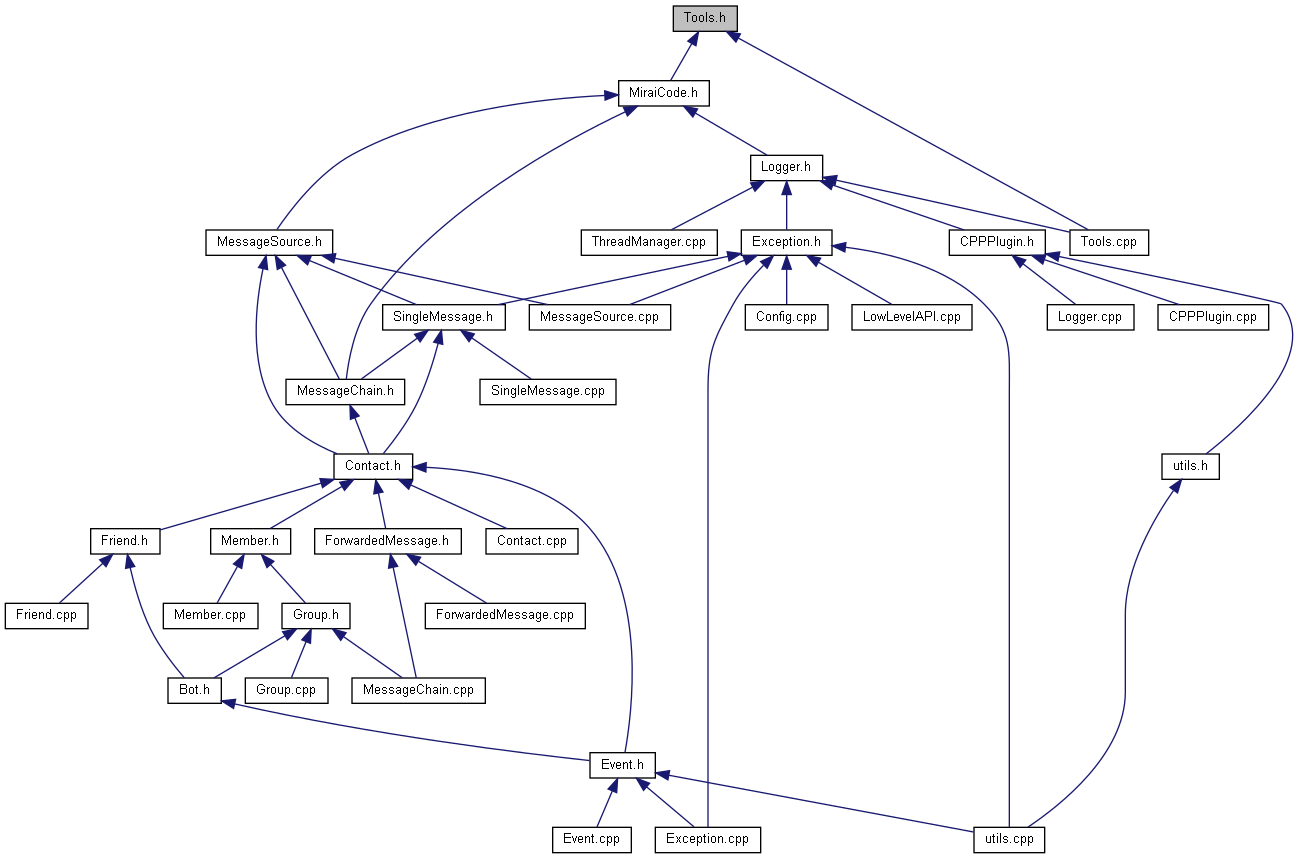 Tools.h
MiraiCode.h
Logger.h
MessageSource.h
ThreadManager.cpp
Exception.h
CPPPlugin.h
Tools.cpp
SingleMessage.h
MessageSource.cpp
Config.cpp
LowLevelAPI.cpp
Logger.cpp
CPPPlugin.cpp
MessageChain.h
SingleMessage.cpp
Contact.h
utils.h
Friend.h
Member.h
ForwardedMessage.h
Contact.cpp
Friend.cpp
Member.cpp
Group.h
ForwardedMessage.cpp
Bot.h
Group.cpp
MessageChain.cpp
Event.h
Event.cpp
Exception.cpp
utils.cpp